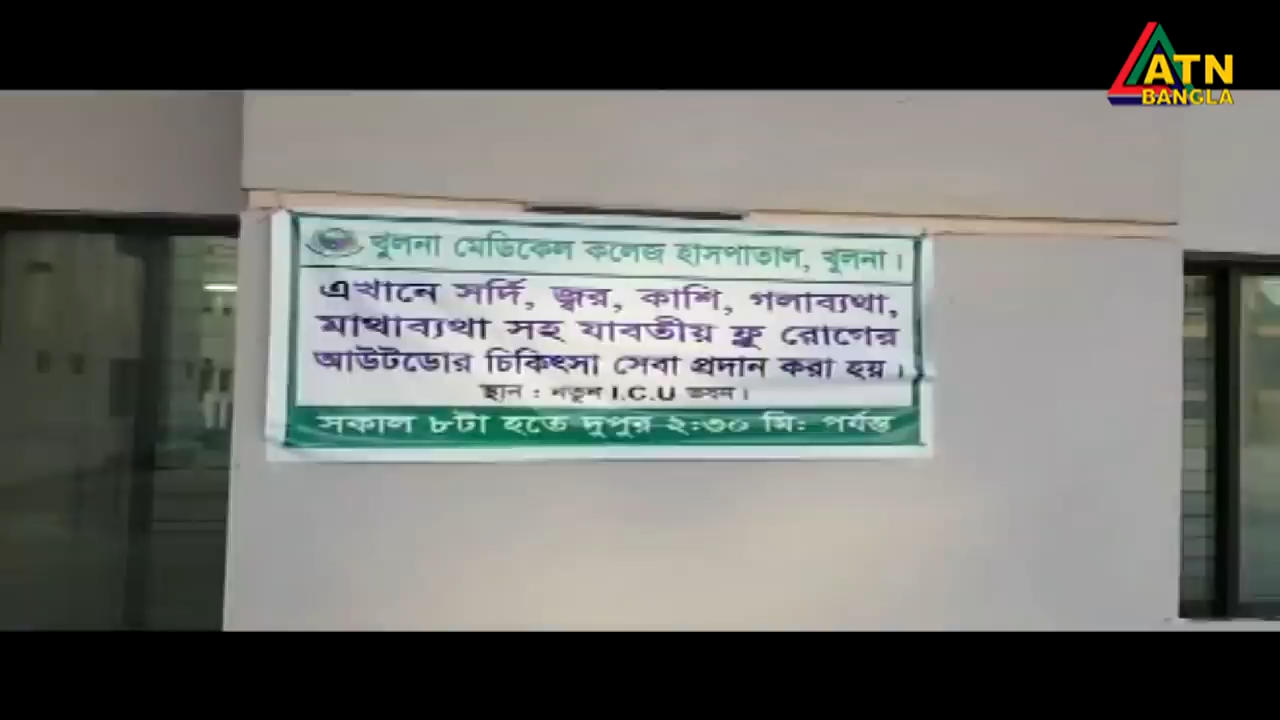 ATN
BANGLA
খুলনা মেডিকেল কলেজ হাসপাতাল, খুলনা।
এখানে সর্দি, জ্বর, কাশি, গলাব্যথা,
মাথাব্যথা সহ যাবতীয় ফ্লু রোগের
আউটডোর চিকিৎসা সেবা প্রদান করা হয়।
স্থান : নতুন I.C.U ভবন।
সকাল ৮টা হতে দুপুর ২:৩০ মি: পর্যন্ত